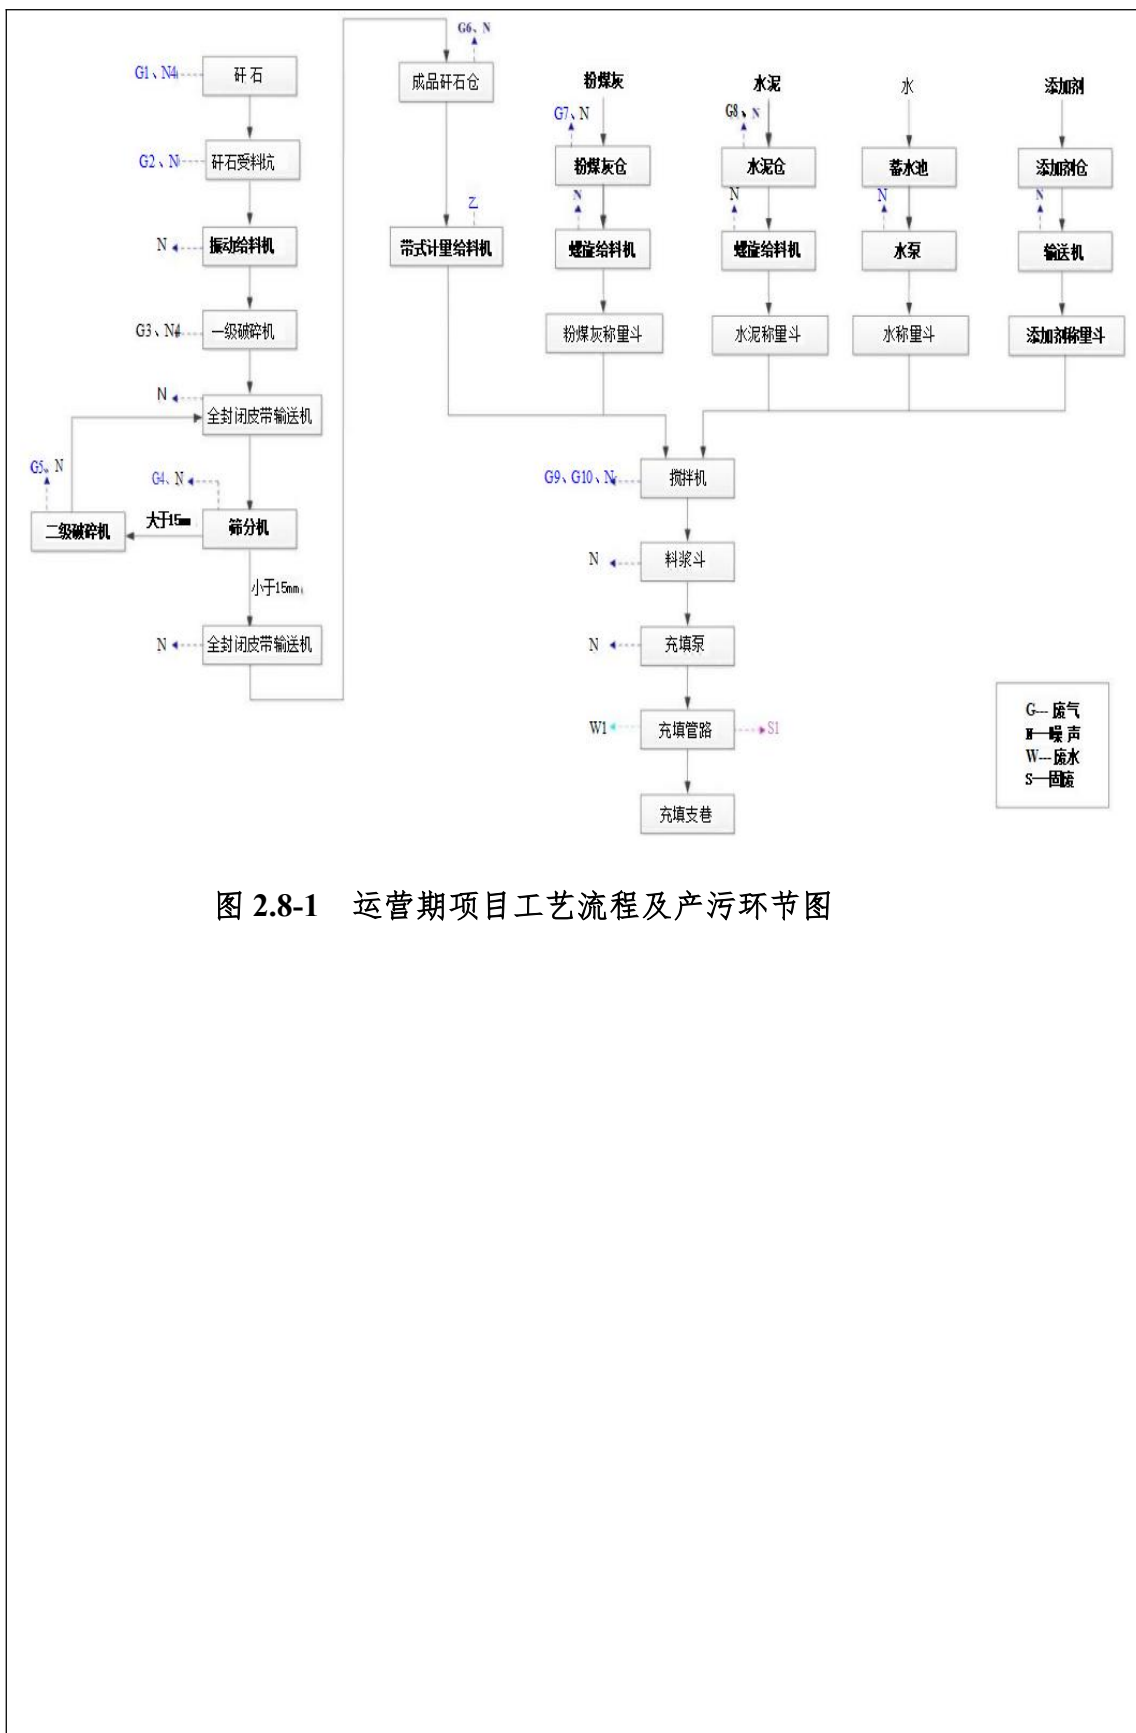 G1、N
矸石
G2、N
矸石受料坑
N
振动给料机
G3、N
一级破碎机
N
全封闭皮带输送机
G5、N
G4、N
二级破碎机
大于15mm
筛分机
小于15mm
N
全封闭皮带输送机
G6、N
成品矸石仓
N
带式计量给料机
粉煤灰
G7、N
粉煤灰仓
N
螺旋给料机
粉煤灰称量斗
水泥
G8、N
水泥仓
N
螺旋给料机
水泥称量斗
水
蓄水池
N
水泵
水称量斗
添加剂
添加剂仓
N
输送机
添加剂称量斗
G9、G10、N
搅拌机
N
料浆斗
N
充填泵
W1
充填管路
S1
充填支巷
G---废气
N—噪声
W---废水
S—固废
图 2.8-1 运营期项目工艺流程及产污环节图